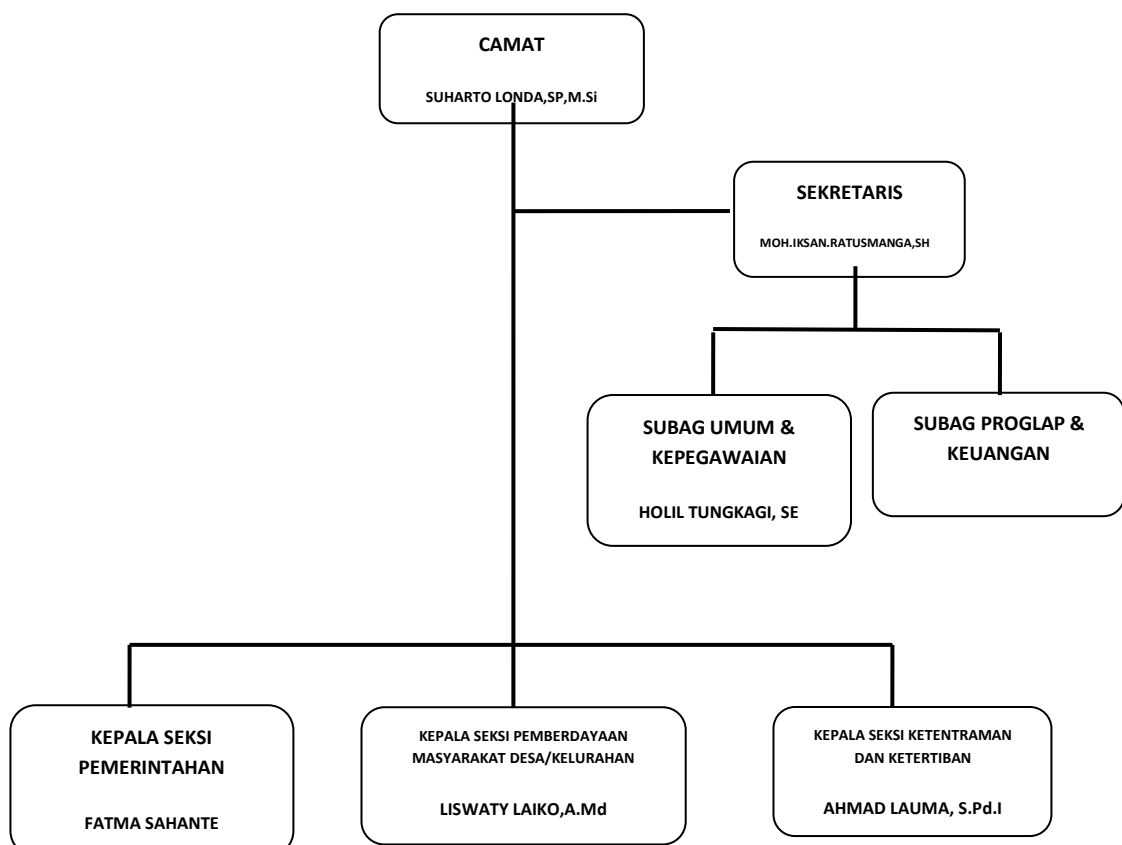 CAMAT
SUHARTO LONDA,SP,M.Si
SEKRETARIS
MOH.IKSAN.RATUSMANGA,SH
SUBAG UMUM &
KEPEGAWAIAN
HOLIL TUNGKAGI, SE
SUBAG PROGLAP &
KEUANGAN
KEPALA SEKSI
PEMERINTAHAN
FATMA SAHANTE
KEPALA SEKSI PEMBERDAYAAN
MASYARAKAT DESA/KELURAHAN
LISWATY LAIKO,A.Md
KEPALA SEKSI KETENTRAMAN
DAN KETERTIBAN
AHMAD LAUMA, S.Pd.I